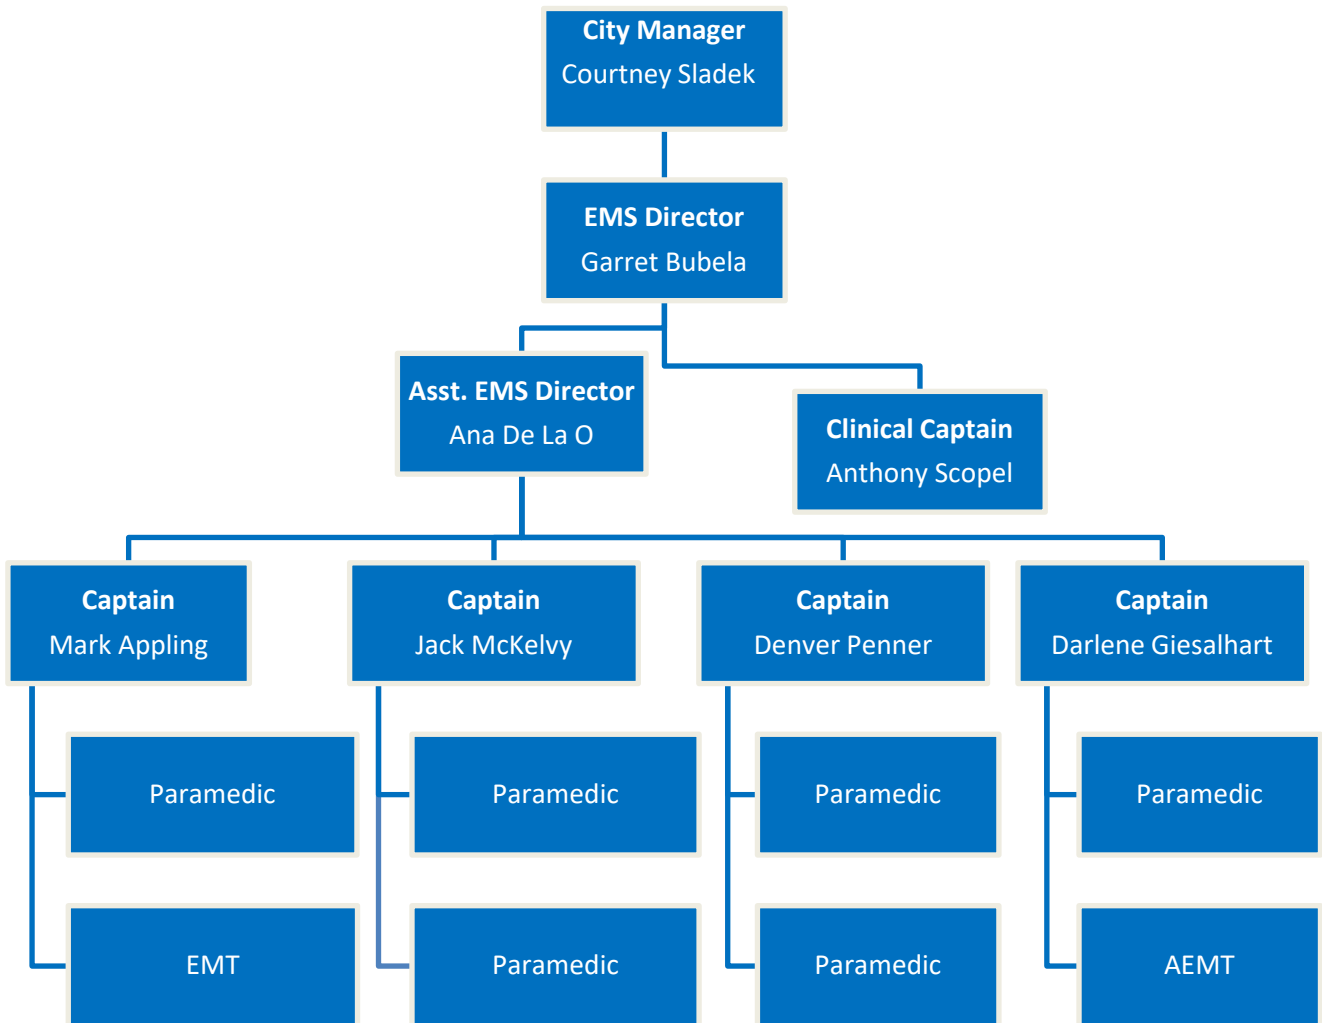 City Manager
Courtney Sladek
EMS Director
Garret Bubela
Asst. EMS Director
Ana De La O
Clinical Captain
Anthony Scopel
Captain
Mark Appling
Captain
Jack McKelvy
Captain
Denver Penner
Captain
Darlene Giesalhart
Paramedic
Paramedic
Paramedic
Paramedic
EMT
Paramedic
Paramedic
AEMT